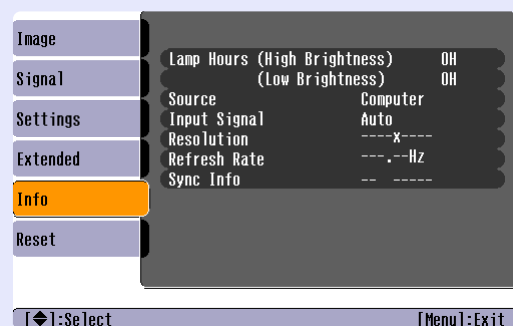 Image
Signal
Settings
Extended
Info
Reset
Lamp Hours (High Brightness) 0H
(Low Brightness) 0H
Source Computer
Input Signal Auto
Resolution ----x----
Refresh Rate ---.--Hz
Sync Info -- -----
[◆]:Select [Menu]:Exit